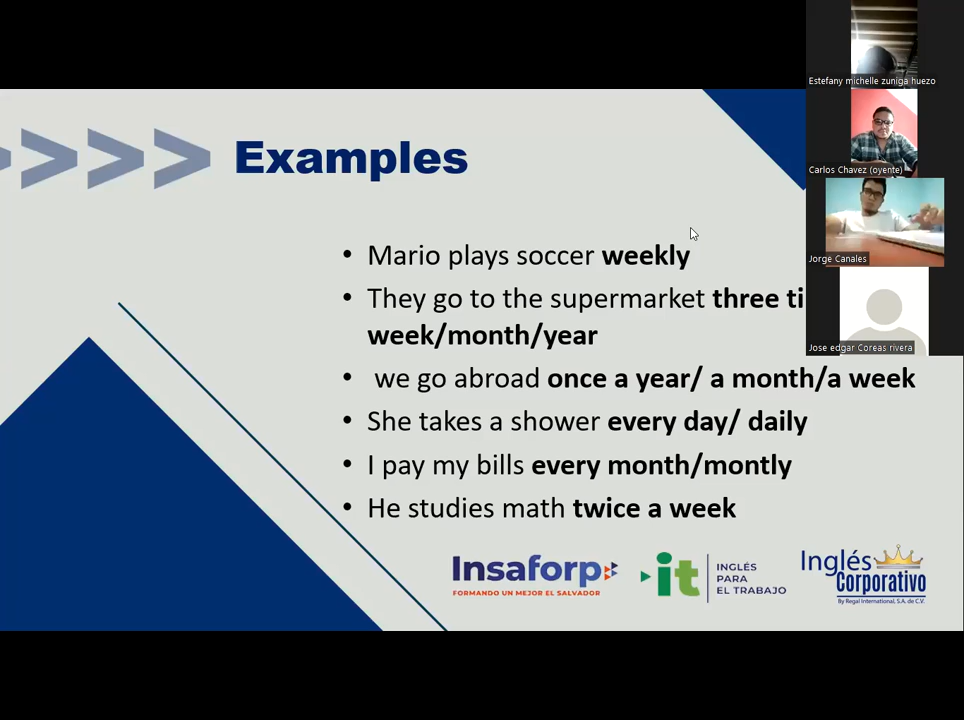 Examples
• Mario plays soccer weekly
• They go to the supermarket three
week/month/year
• we go abroad once a year/ a month/a week
• She takes a shower every day/ daily
• I pay my bills every month/montly
• He studies math twice a week
Insaforp
FORMANDO UN MEJOR EL SALVADOR
it
INGLÉS
PARA
EL TRABAJO
Inglés
Corporativo
By Regal International, S.A. de C.V.
Estefany michelle zuniga huezo
Carlos Chavez (oyente)
Jorge Canales
Jose edgar Coreas rivera